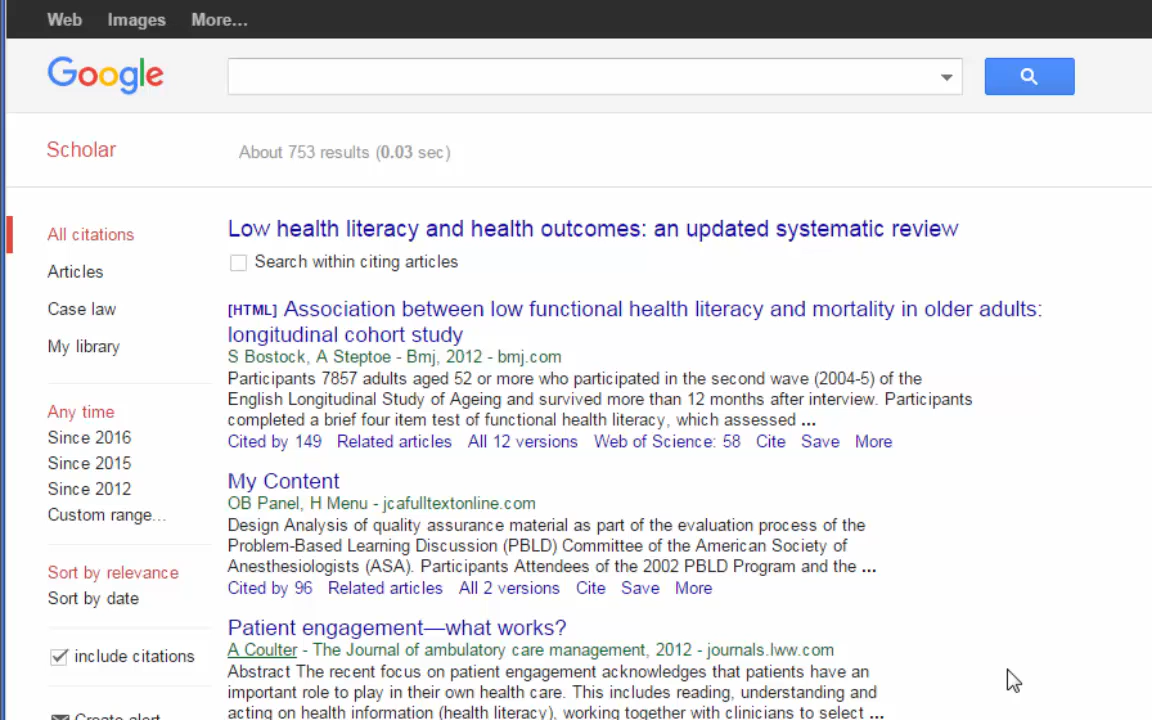 Web Images More...
Google
Scholar About 753 results (0.03 sec)
All citations
Articles
Case law
My library
Any time
Since 2016
Since 2015
Since 2012
Custom range...
Sort by relevance
Sort by date
include citations
Create alert
Low health literacy and health outcomes: an updated systematic review
Search within citing articles
[HTML] Association between low functional health literacy and mortality in older adults:
longitudinal cohort study
S Bostock, A Steptoe - Bmj, 2012 - bmj.com
Participants 7857 adults aged 52 or more who participated in the second wave (2004-5) of the
English Longitudinal Study of Ageing and survived more than 12 months after interview. Participants
completed a brief four item test of functional health literacy, which assessed ...
Cited by 149 Related articles All 12 versions Web of Science: 58 Cite Save More
My Content
OB Panel, H Menu - jcafulltextonline.com
Design Analysis of quality assurance material as part of the evaluation process of the
Problem-Based Learning Discussion (PBLD) Committee of the American Society of
Anesthesiologists (ASA). Participants Attendees of the 2002 PBLD Program and the ...
Cited by 96 Related articles All 2 versions Cite Save More
Patient engagement—what works?
A Coulter - The Journal of ambulatory care management, 2012 - journals.lww.com
Abstract The recent focus on patient engagement acknowledges that patients have an
important role to play in their own health care. This includes reading, understanding and
acting on health information (health literacy), working together with clinicians to select ...